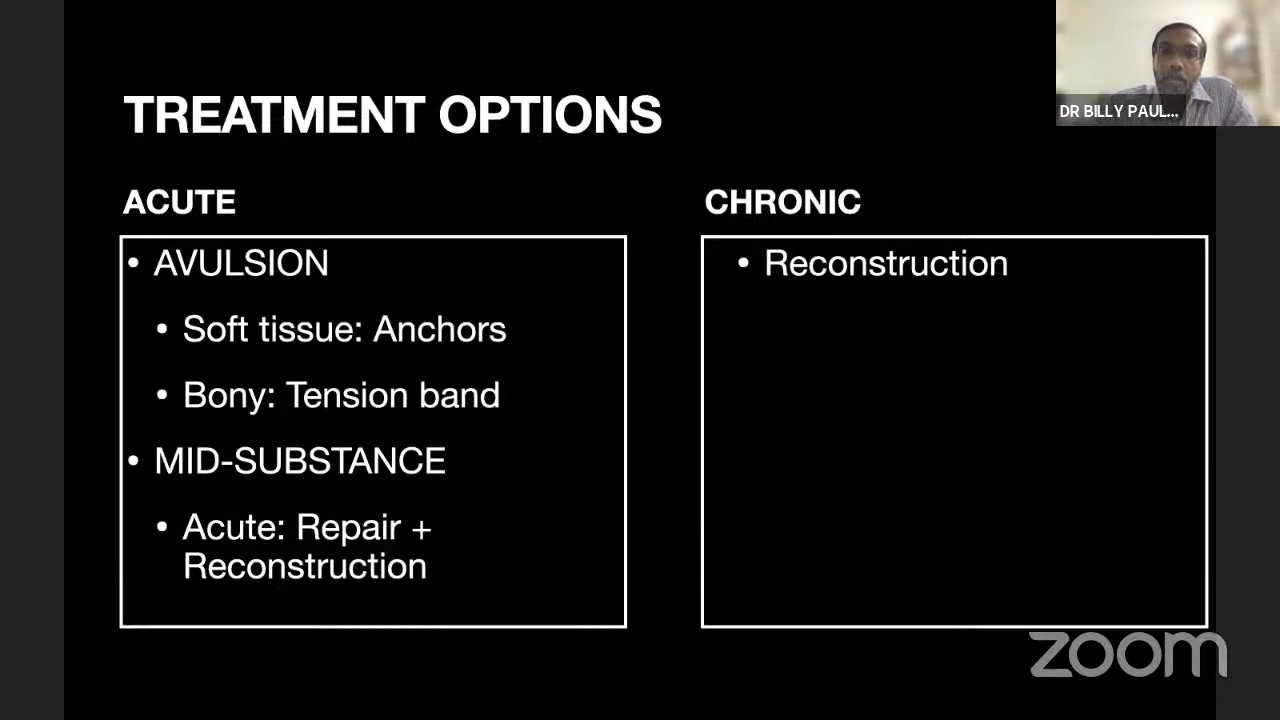 TREATMENT OPTIONS
ACUTE
• AVULSION
• Soft tissue: Anchors
• Bony: Tension band
• MID-SUBSTANCE
• Acute: Repair +
Reconstruction
CHRONIC
• Reconstruction
DR BILLY PAUL...
zoom